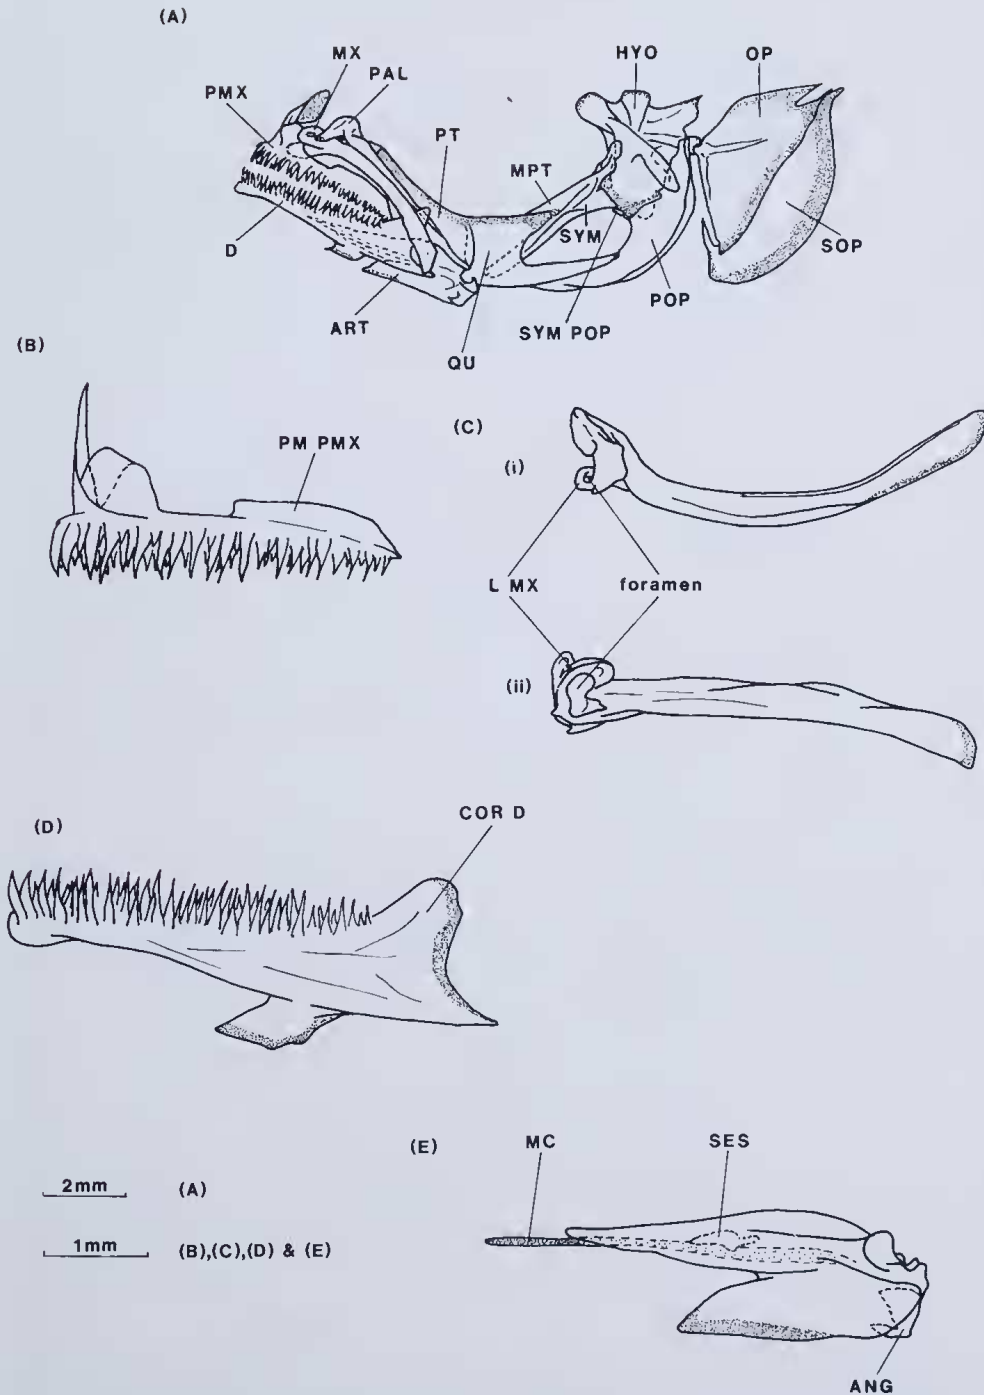 (A)
MX
PAL
PMX
PT
MPT
HYO
OP
SYM
SOP
D
ART
QU
SYM POP
POP
(B)
PM PMX
(C)
(i)
L MX
foramen
(ii)
(D)
COR D
(E)
MC
SES
ANG
2mm (A)
1mm (B),(C),(D) & (E)